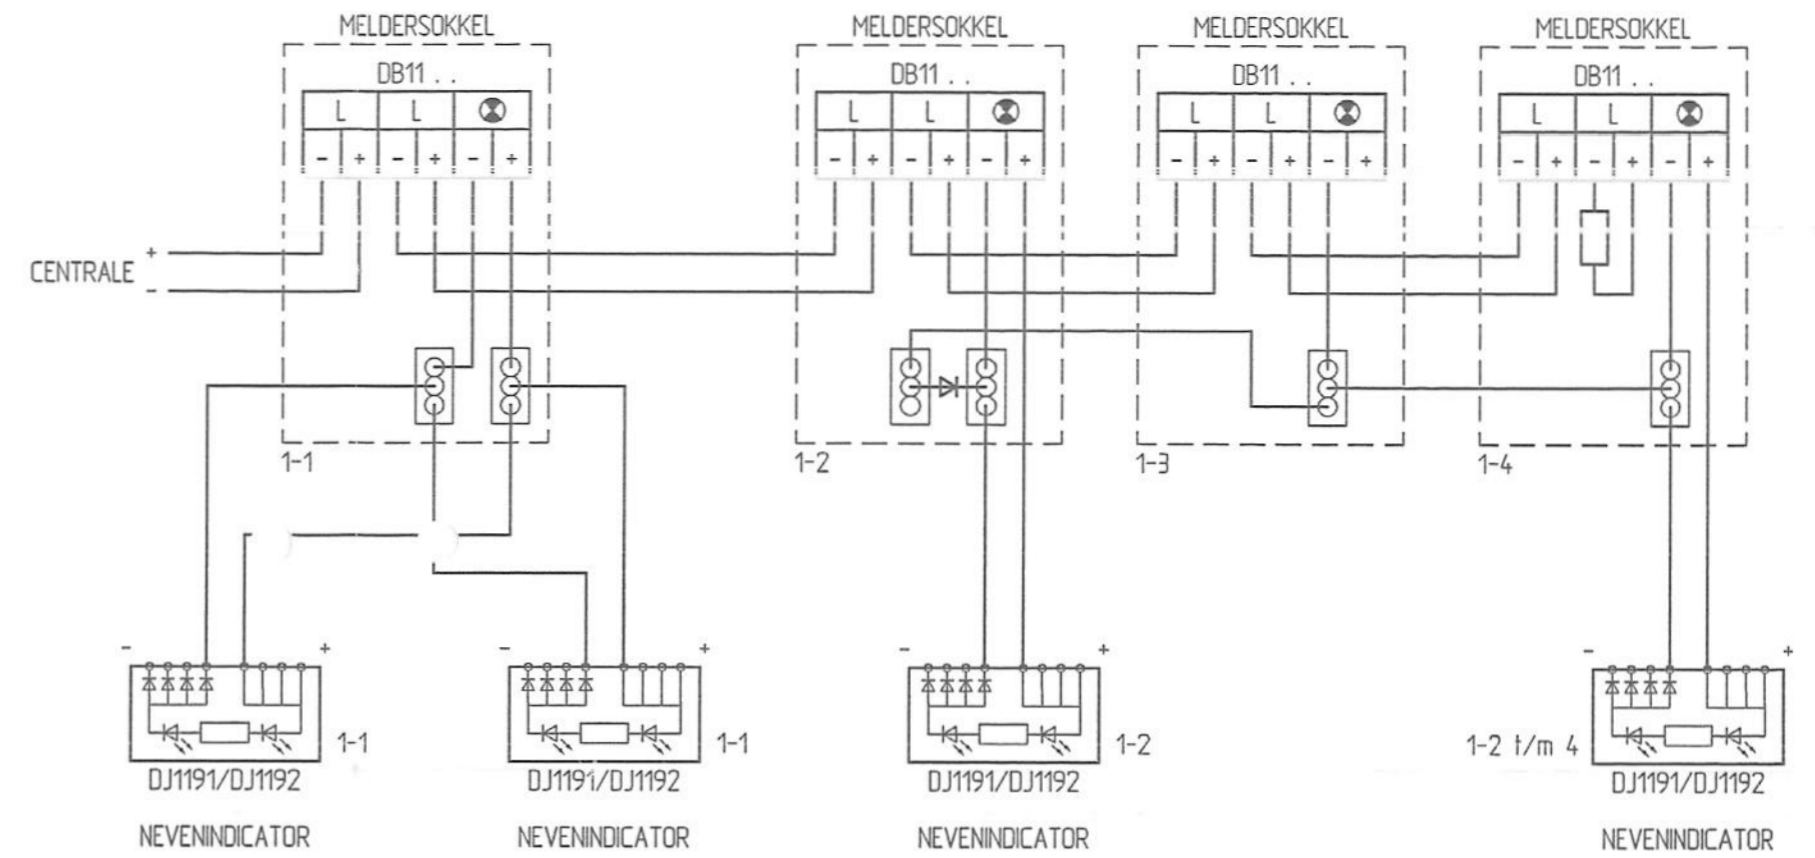 MELDERSOKKEL MELDERSOKKEL MELDERSOKKEL MELDERSOKKEL
DB11 . . DB11 . . DB11 . . DB11 . .
L L L L L L L L
- + - + - + - + - + - + - + - + - + - + - + - +
CENTRALE +
-
1-1 1-2 1-3 1-4
- + - + - + - +
1-1 1-1 1-2 1-2 t/m 4
DJ1191/DJ1192 DJ1191/DJ1192 DJ1191/DJ1192 DJ1191/DJ1192
NEVENINDICATOR NEVENINDICATOR NEVENINDICATOR NEVENINDICATOR